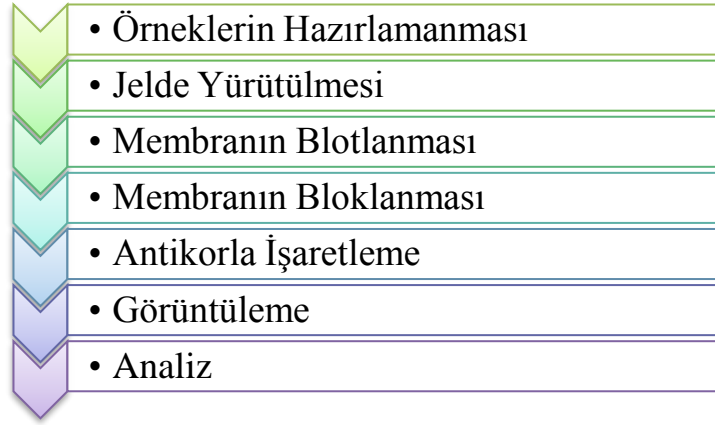 • Örneklerin Hazırlamanması
• Jelde Yürütülmesi
• Membranın Blotlanması
• Membranın Bloklanması
• Antikorla İşaretleme
• Görüntüleme
• Analiz